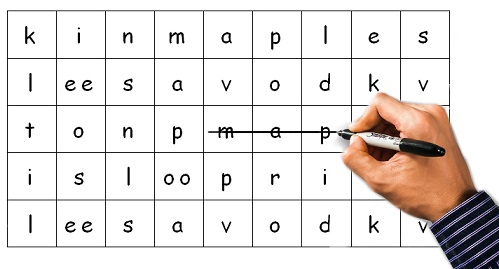 k i n m a p l e s
l ee s a v o d k v
t o n p m a p
i s l oo p r i
l ee s a v o d k v